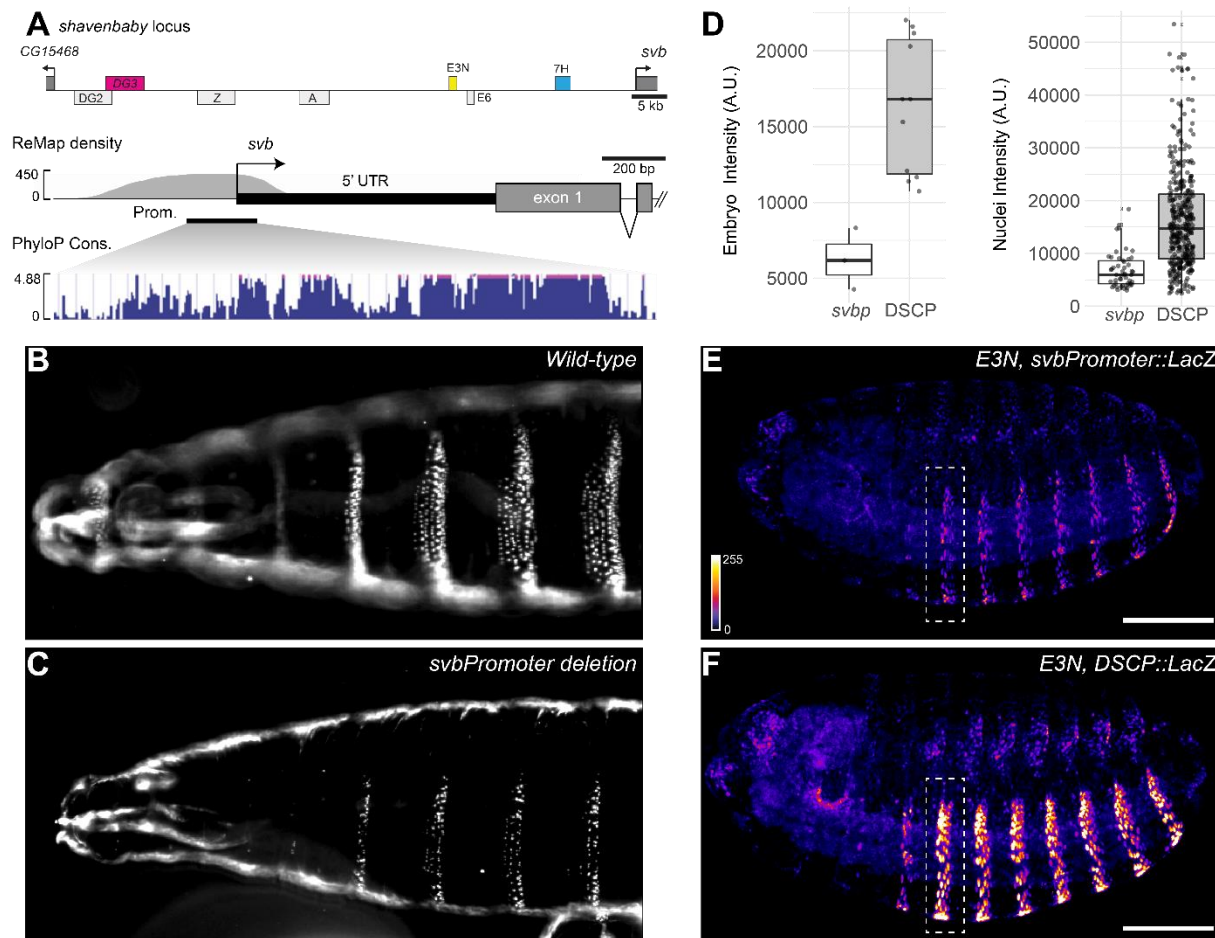 A shavenbaby locus
CG15468
svb
DG3
E3N
7H
DG2
Z
A
E6
5 kb
ReMap density
svb
200 bp
450
0
5' UTR
exon 1
//
Prom.
PhyloP Cons.
4.88
0
D
Embryo Intensity (A.U.)
20000
15000
10000
5000
svbp DSCP
Nuclei Intensity (A.U.)
50000
40000
30000
20000
10000
0
svbp DSCP
B Wild-type
C svbPromoter deletion
E E3N, svbPromoter::LacZ
255
0
F E3N, DSCP::LacZ